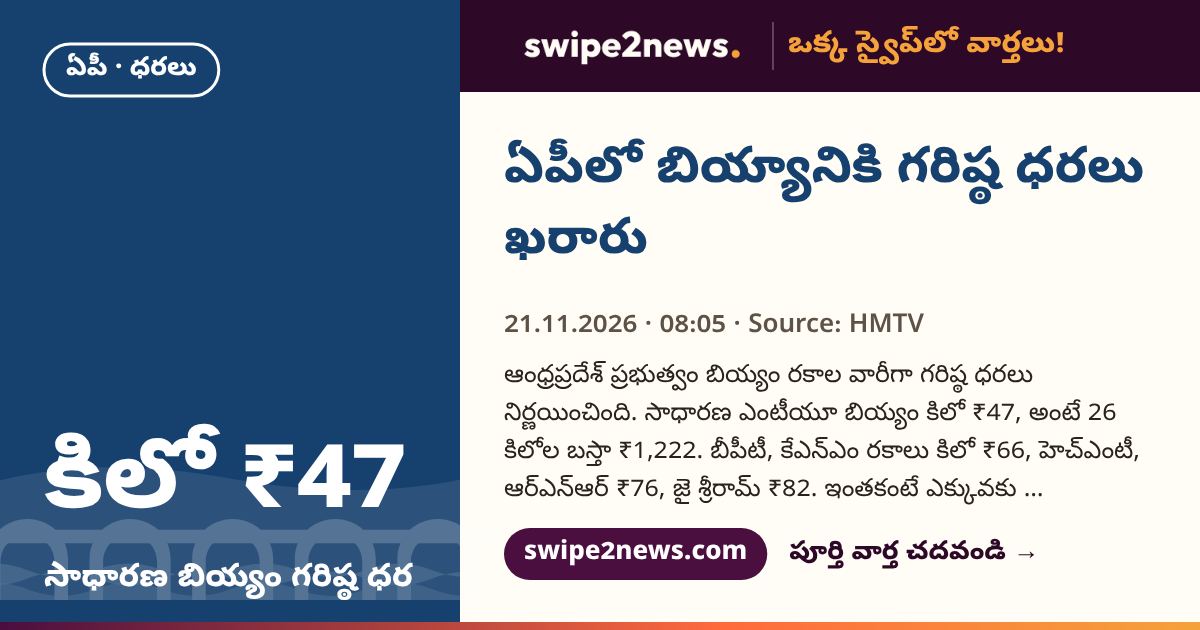 ఏపీ · ధరలు
కిలో ₹47
సాధారణ బియ్యం గరిష్ఠ ధర
swipe2news.
ఒక్క స్వైప్‌లో వార్తలు!
ఏపీలో బియ్యానికి గరిష్ఠ ధరలు
ఖరారు
21.11.2026 · 08:05 · Source: HMTV
ఆంధ్రప్రదేశ్ ప్రభుత్వం బియ్యం రకాల వారీగా గరిష్ఠ ధరలు
నిర్ణయించింది. సాధారణ ఎంటీయూ బియ్యం కిలో ₹47, అంటే 26
కిలోల బస్తా ₹1,222. బీపీటీ, కేఎన్ఎం రకాలు కిలో ₹66, హెచ్ఎంటీ,
ఆర్ఎన్ఆర్ ₹76, జై శ్రీరామ్ ₹82. ఇంతకంటే ఎక్కువకు ...
swipe2news.com
పూర్తి వార్త చదవండి →